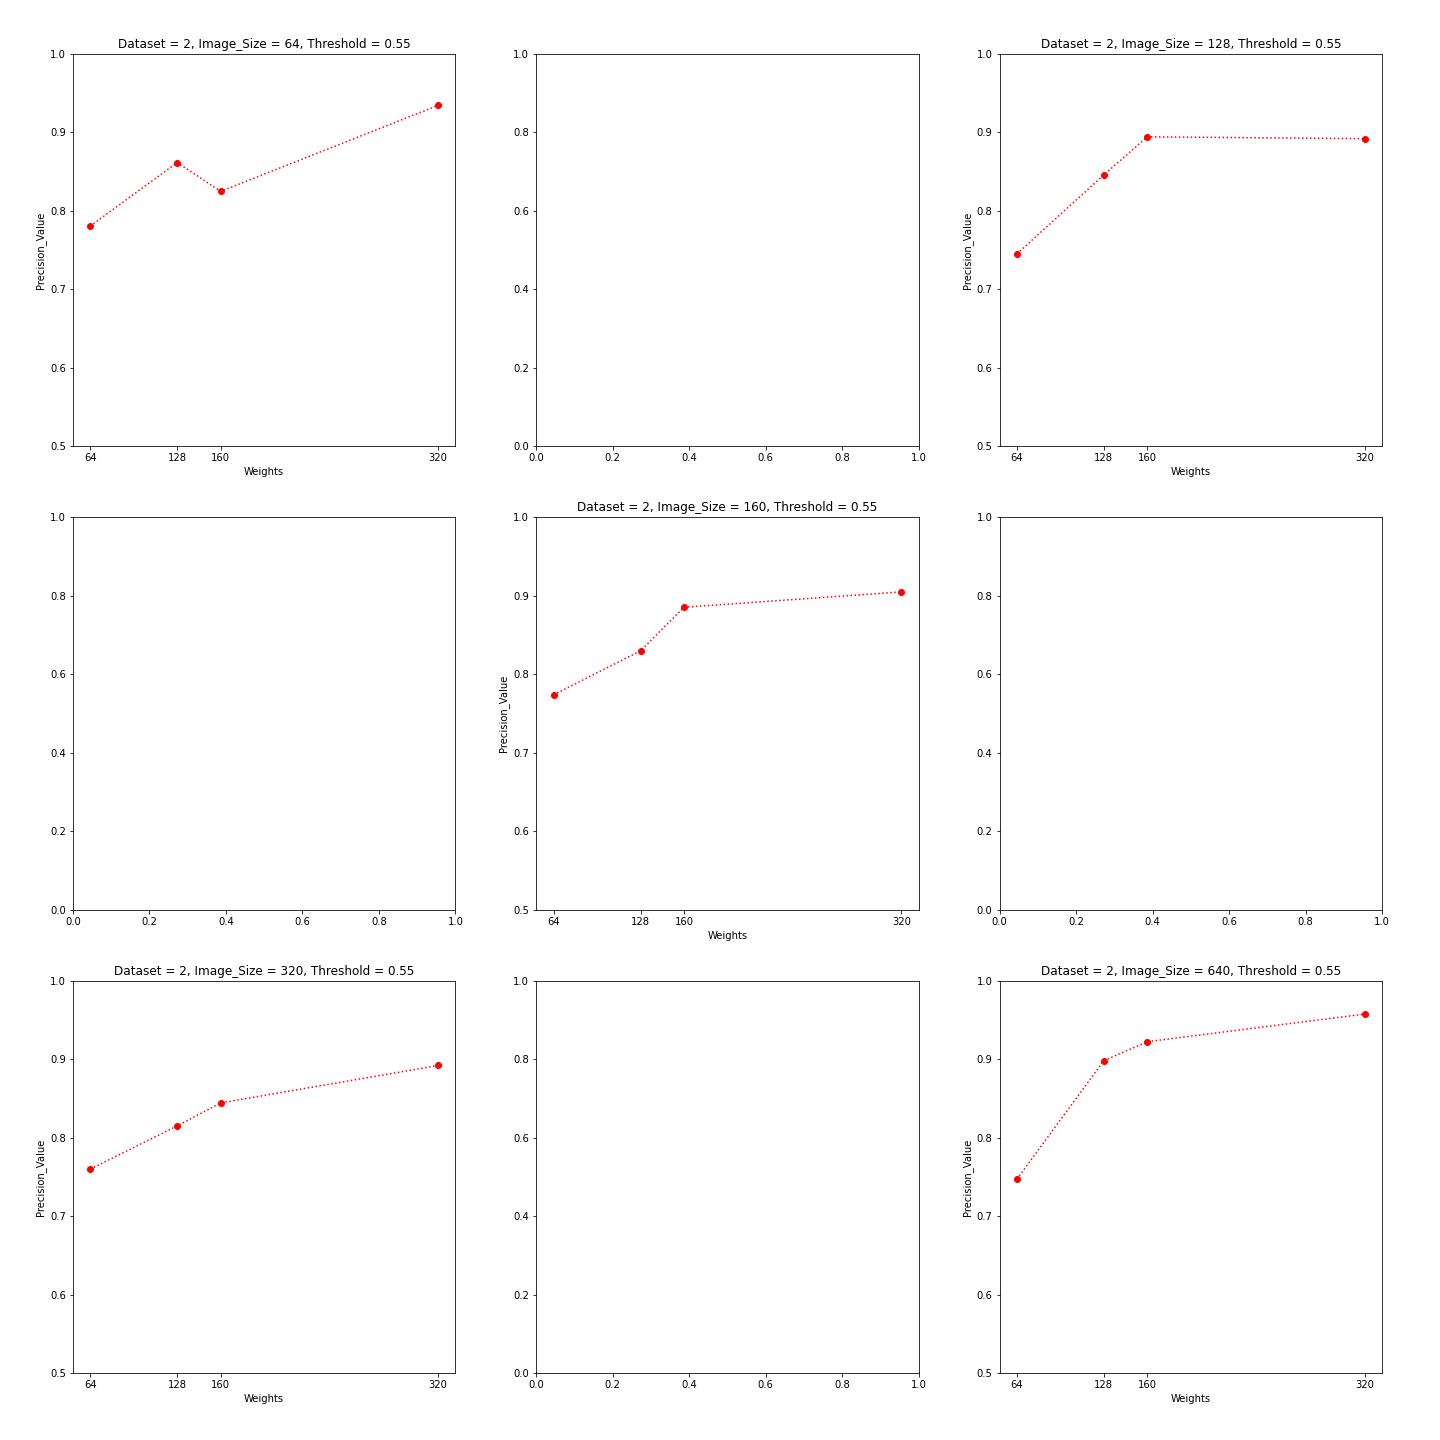 Dataset = 2, Image_Size = 64, Threshold = 0.55
1.0
0.9
0.8
0.7
0.6
0.5
Precision_Value
64 128 160 320
Weights
1.0
0.8
0.6
0.4
0.2
0.0
0.0 0.2 0.4 0.6 0.8 1.0
Dataset = 2, Image_Size = 128, Threshold = 0.55
1.0
0.9
0.8
0.7
0.6
0.5
Precision_Value
64 128 160 320
Weights
1.0
0.8
0.6
0.4
0.2
0.0
0.0 0.2 0.4 0.6 0.8 1.0
Dataset = 2, Image_Size = 160, Threshold = 0.55
1.0
0.9
0.8
0.7
0.6
0.5
Precision_Value
64 128 160 320
Weights
1.0
0.8
0.6
0.4
0.2
0.0
0.0 0.2 0.4 0.6 0.8 1.0
Dataset = 2, Image_Size = 320, Threshold = 0.55
1.0
0.9
0.8
0.7
0.6
0.5
Precision_Value
64 128 160 320
Weights
1.0
0.8
0.6
0.4
0.2
0.0
0.0 0.2 0.4 0.6 0.8 1.0
Dataset = 2, Image_Size = 640, Threshold = 0.55
1.0
0.9
0.8
0.7
0.6
0.5
Precision_Value
64 128 160 320
Weights